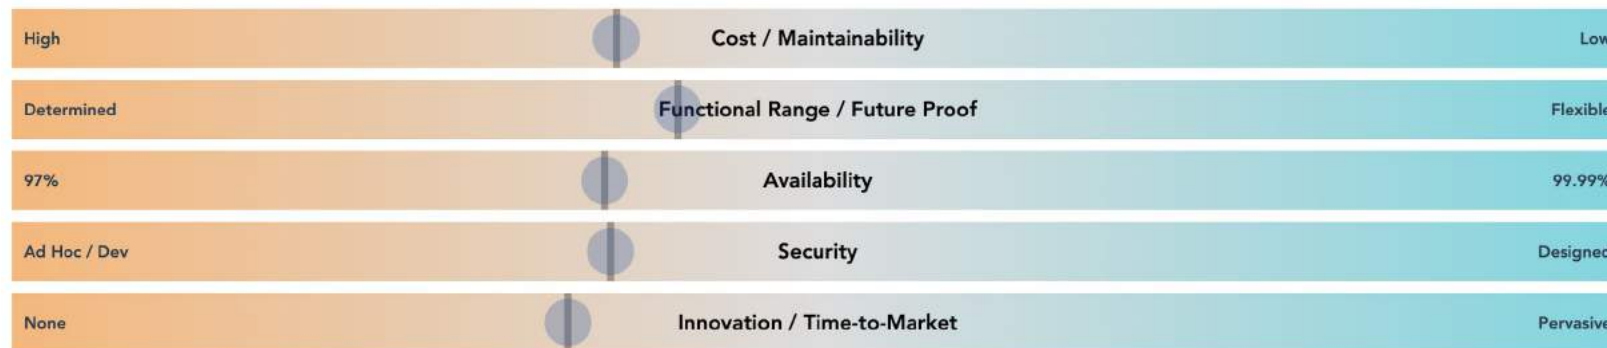 High Cost / Maintainability Low
Determined Functional Range / Future Proof Flexible
97% Availability 99.99%
Ad Hoc / Dev Security Designed
None Innovation / Time-to-Market Pervasive